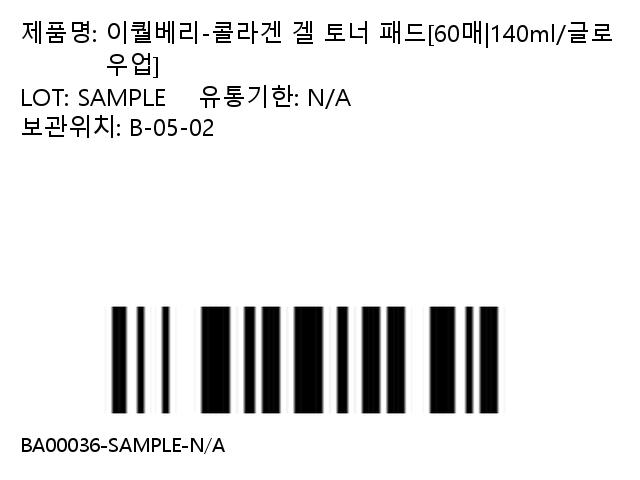 제품명: 이퀄베리-콜라겐 겔 토너 패드[60매|140ml/글로
우업]
LOT: SAMPLE 유통기한: N/A
보관위치: B-05-02
BA00036-SAMPLE-N/A